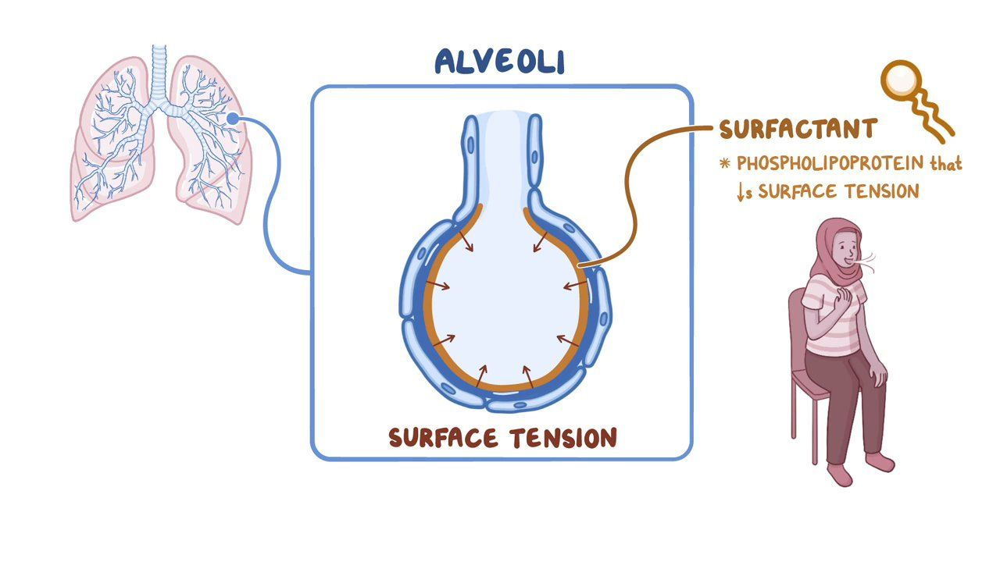 ALVEOLI
SURFACTANT
* PHOSPHOLIPOPROTEIN that
↓s SURFACE TENSION
SURFACE TENSION